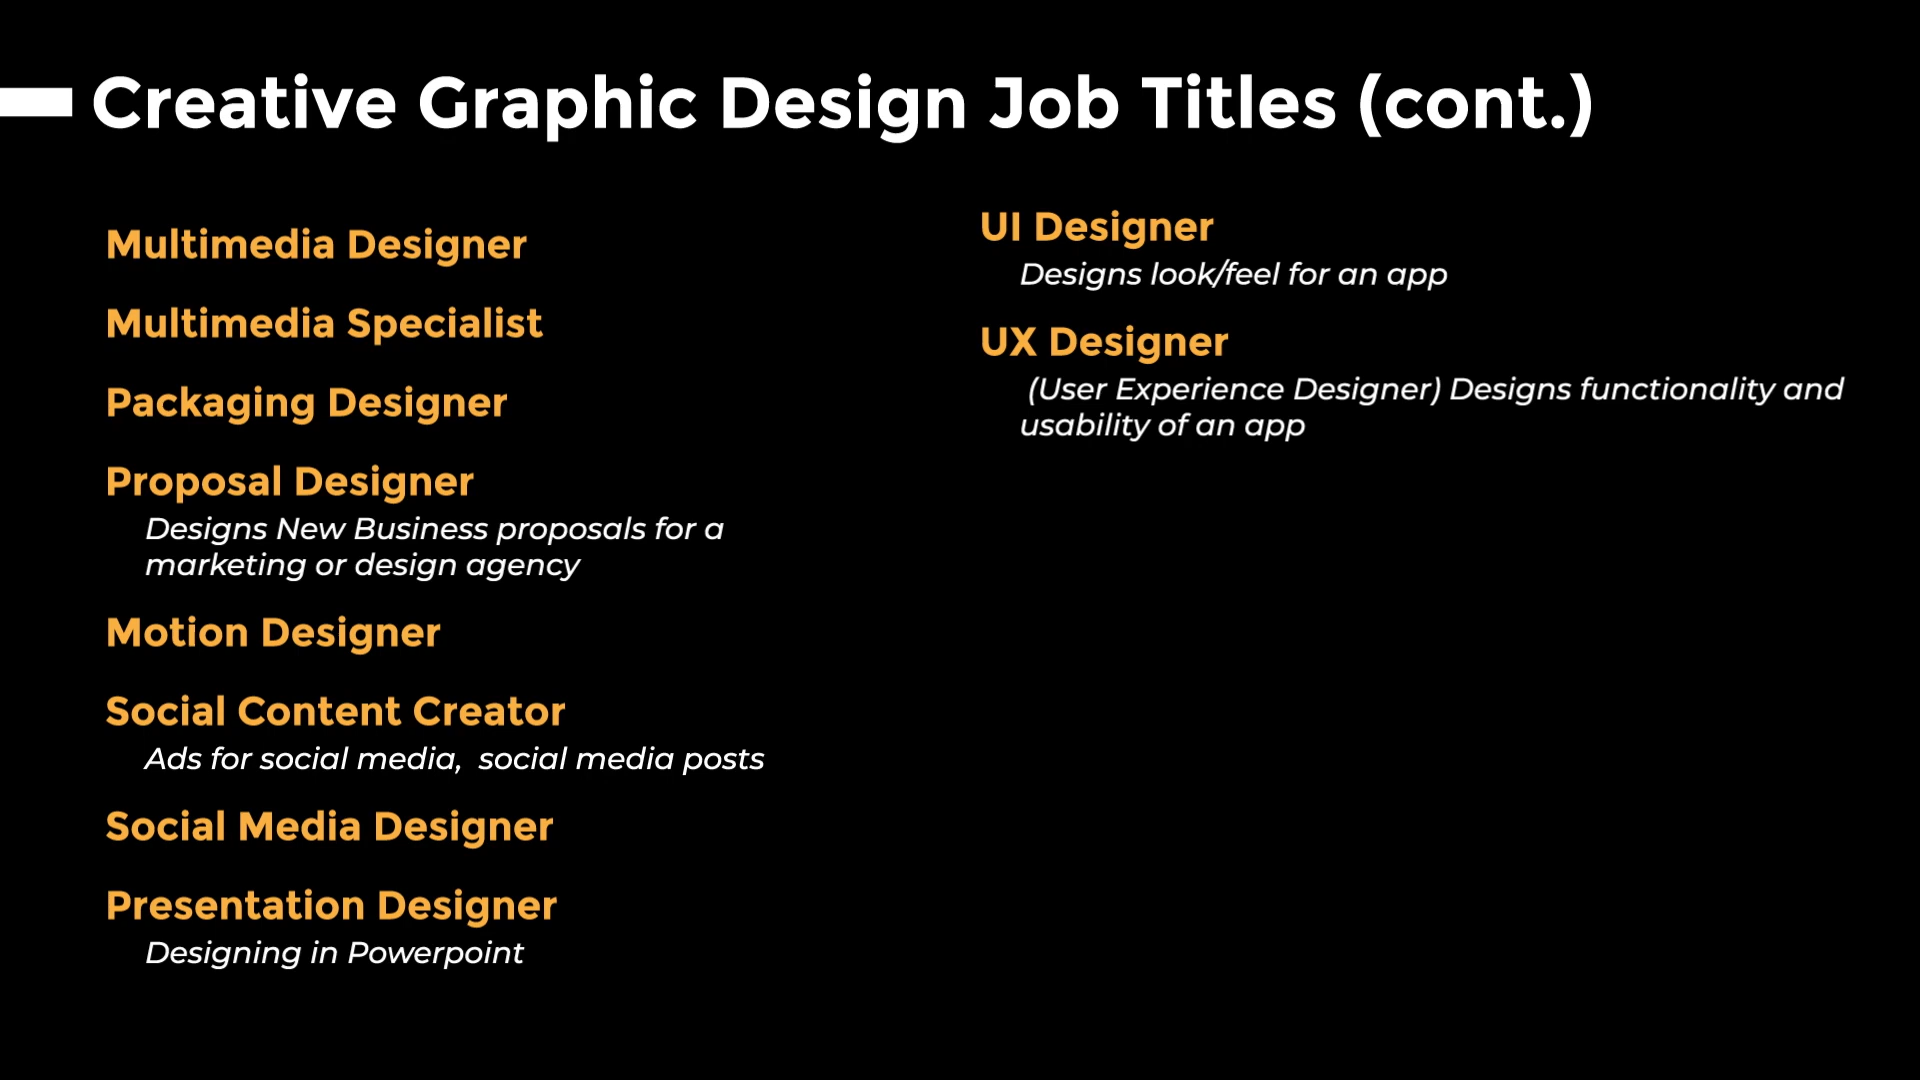 Creative Graphic Design Job Titles (cont.)
Multimedia Designer
Multimedia Specialist
Packaging Designer
Proposal Designer
Designs New Business proposals for a
marketing or design agency
Motion Designer
Social Content Creator
Ads for social media,  social media posts
Social Media Designer
Presentation Designer
Designing in Powerpoint
UI Designer
Designs look/feel for an app
UX Designer
(User Experience Designer) Designs functionality and
usability of an app